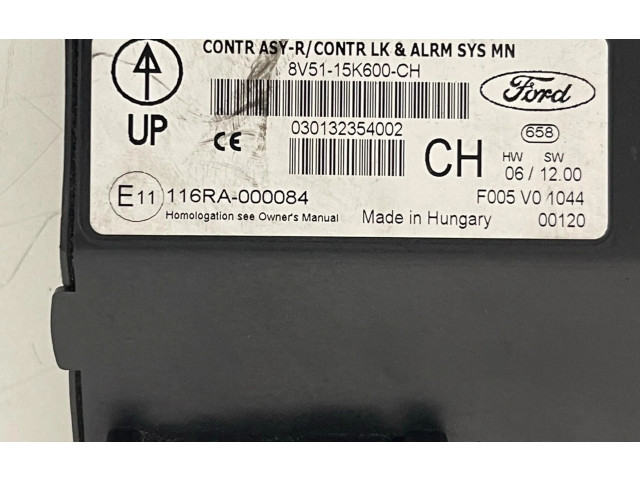 CONTR ASY-R/CONTR LK & ALRM SYS MN
8V51-15K600-CH
Ford
UP
CE
030132354002
CH
658
HW SW
06 / 12.00
E11 116RA-000084
F005 V0 1044
Homologation see Owner's Manual
Made in Hungary
00120